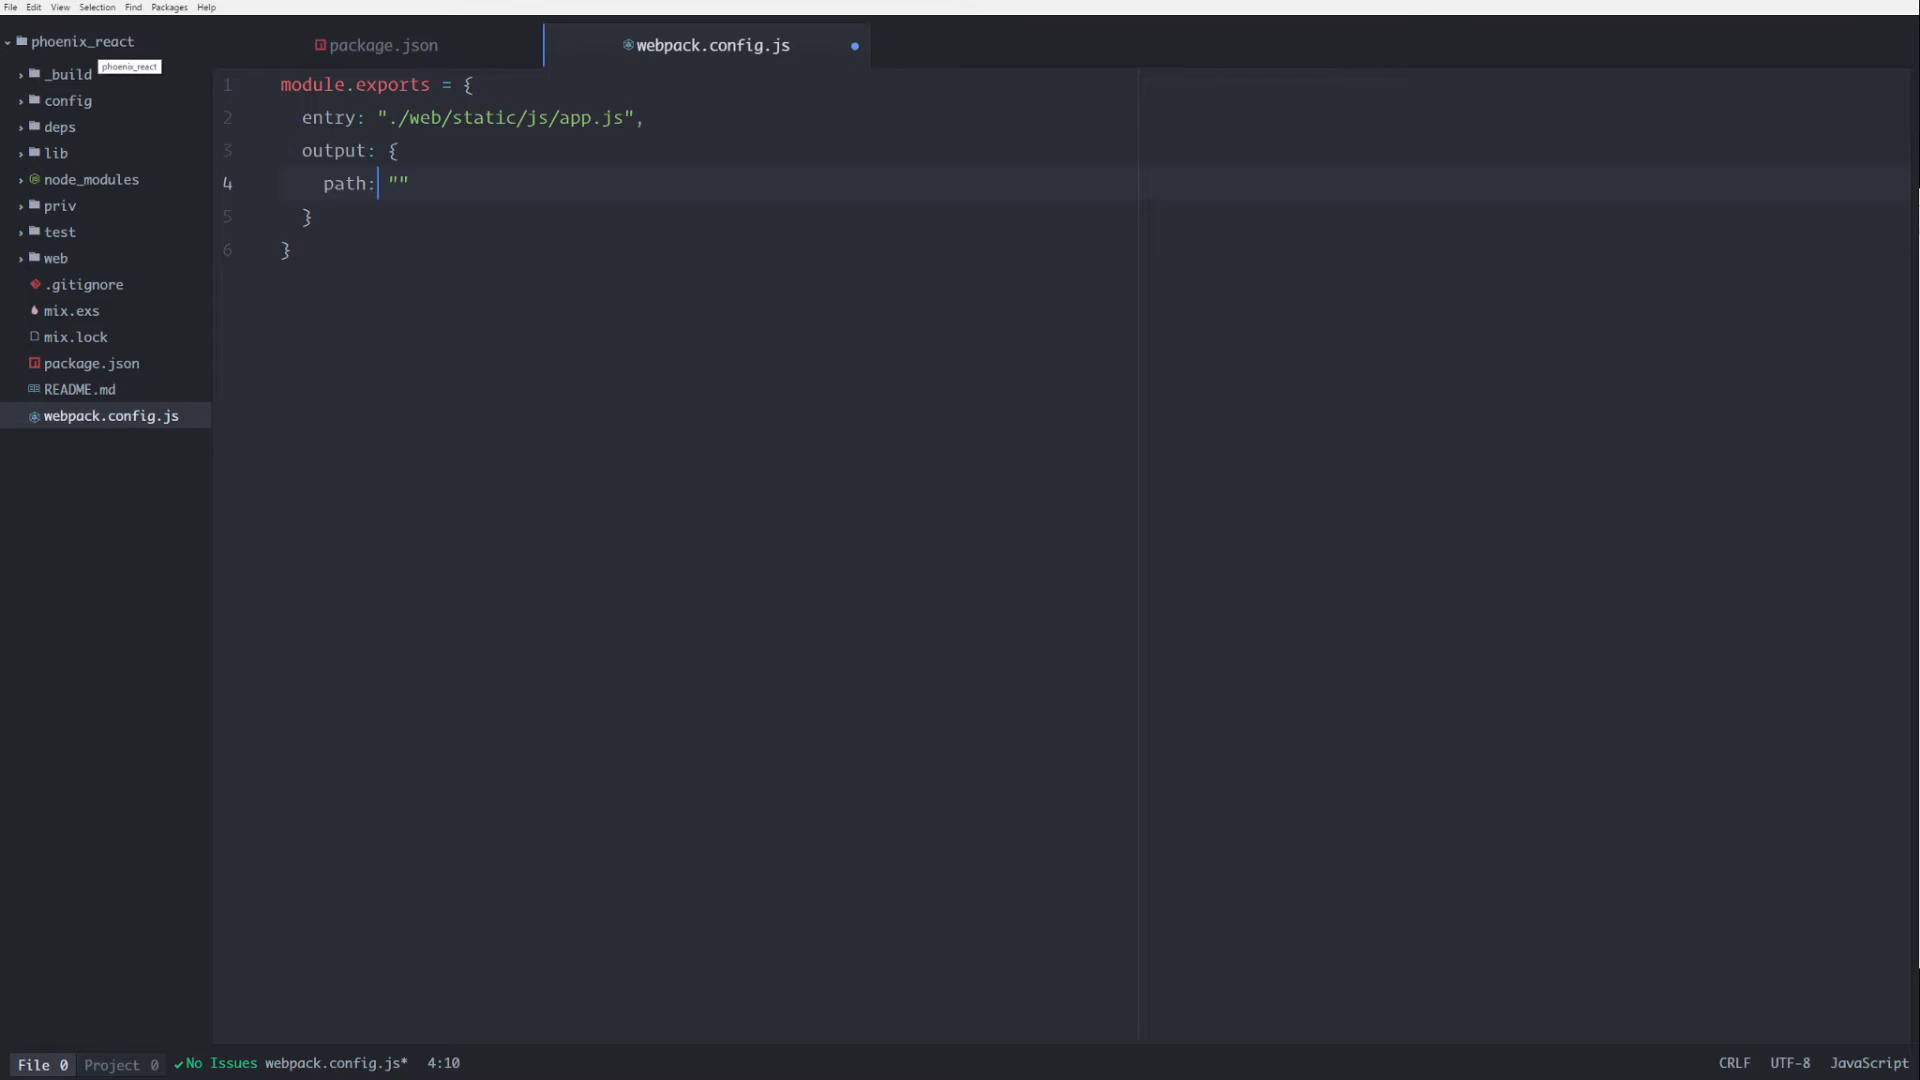 File Edit View Selection Find Packages Help
phoenix_react
phoenix_react
_build
config
deps
lib
node_modules
priv
test
web
.gitignore
mix.exs
mix.lock
package.json
README.md
webpack.config.js
package.json
webpack.config.js
1 module.exports = {
2 entry: "./web/static/js/app.js",
3 output: {
4 path: ""
5 }
6 }
File 0 Project 0 No Issues webpack.config.js* 4:10 CRLF UTF-8 JavaScript